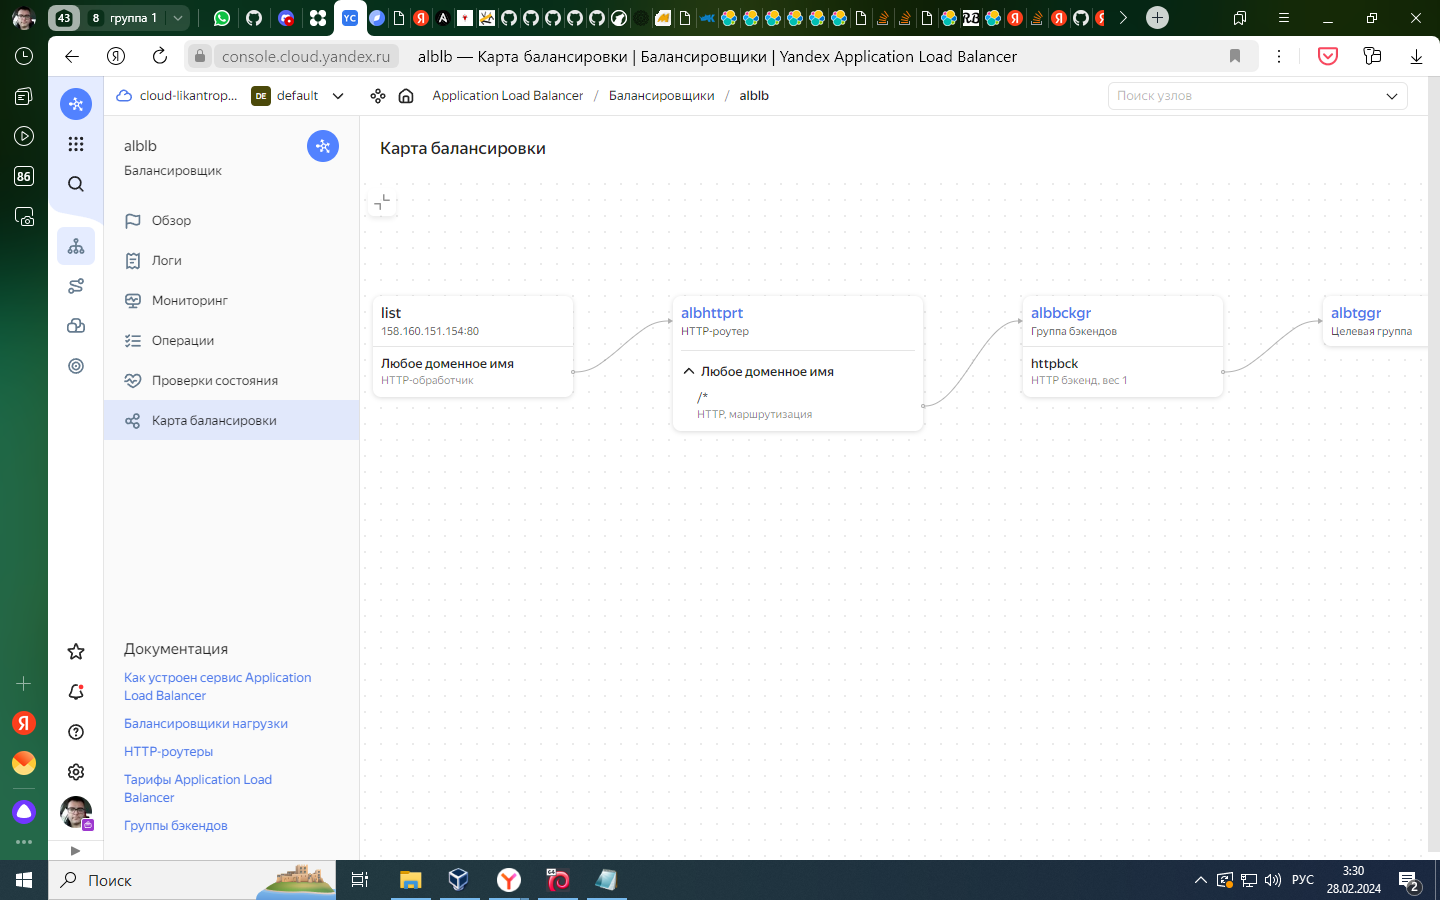 43
8 группа 1
YC
console.cloud.yandex.ru
alblb — Карта балансировки | Балансировщики | Yandex Application Load Balancer
86
cloud-likantrop...
DE
default
Application Load Balancer / Балансировщики / alblb
Поиск узлов
alblb
Балансировщик
Обзор
Логи
Мониторинг
Операции
Проверки состояния
Карта балансировки
Документация
Как устроен сервис Application
Load Balancer
Балансировщики нагрузки
HTTP-роутеры
Тарифы Application Load
Balancer
Группы бэкендов
Карта балансировки
list
158.160.151.154:80
Любое доменное имя
HTTP-обработчик
albhttprt
HTTP-роутер
Любое доменное имя
/*
HTTP, маршрутизация
albbckgr
Группа бэкендов
httpbck
HTTP бэкенд, вес 1
albtggr
Целевая группа
Поиск
РУС
3:30
28.02.2024
2